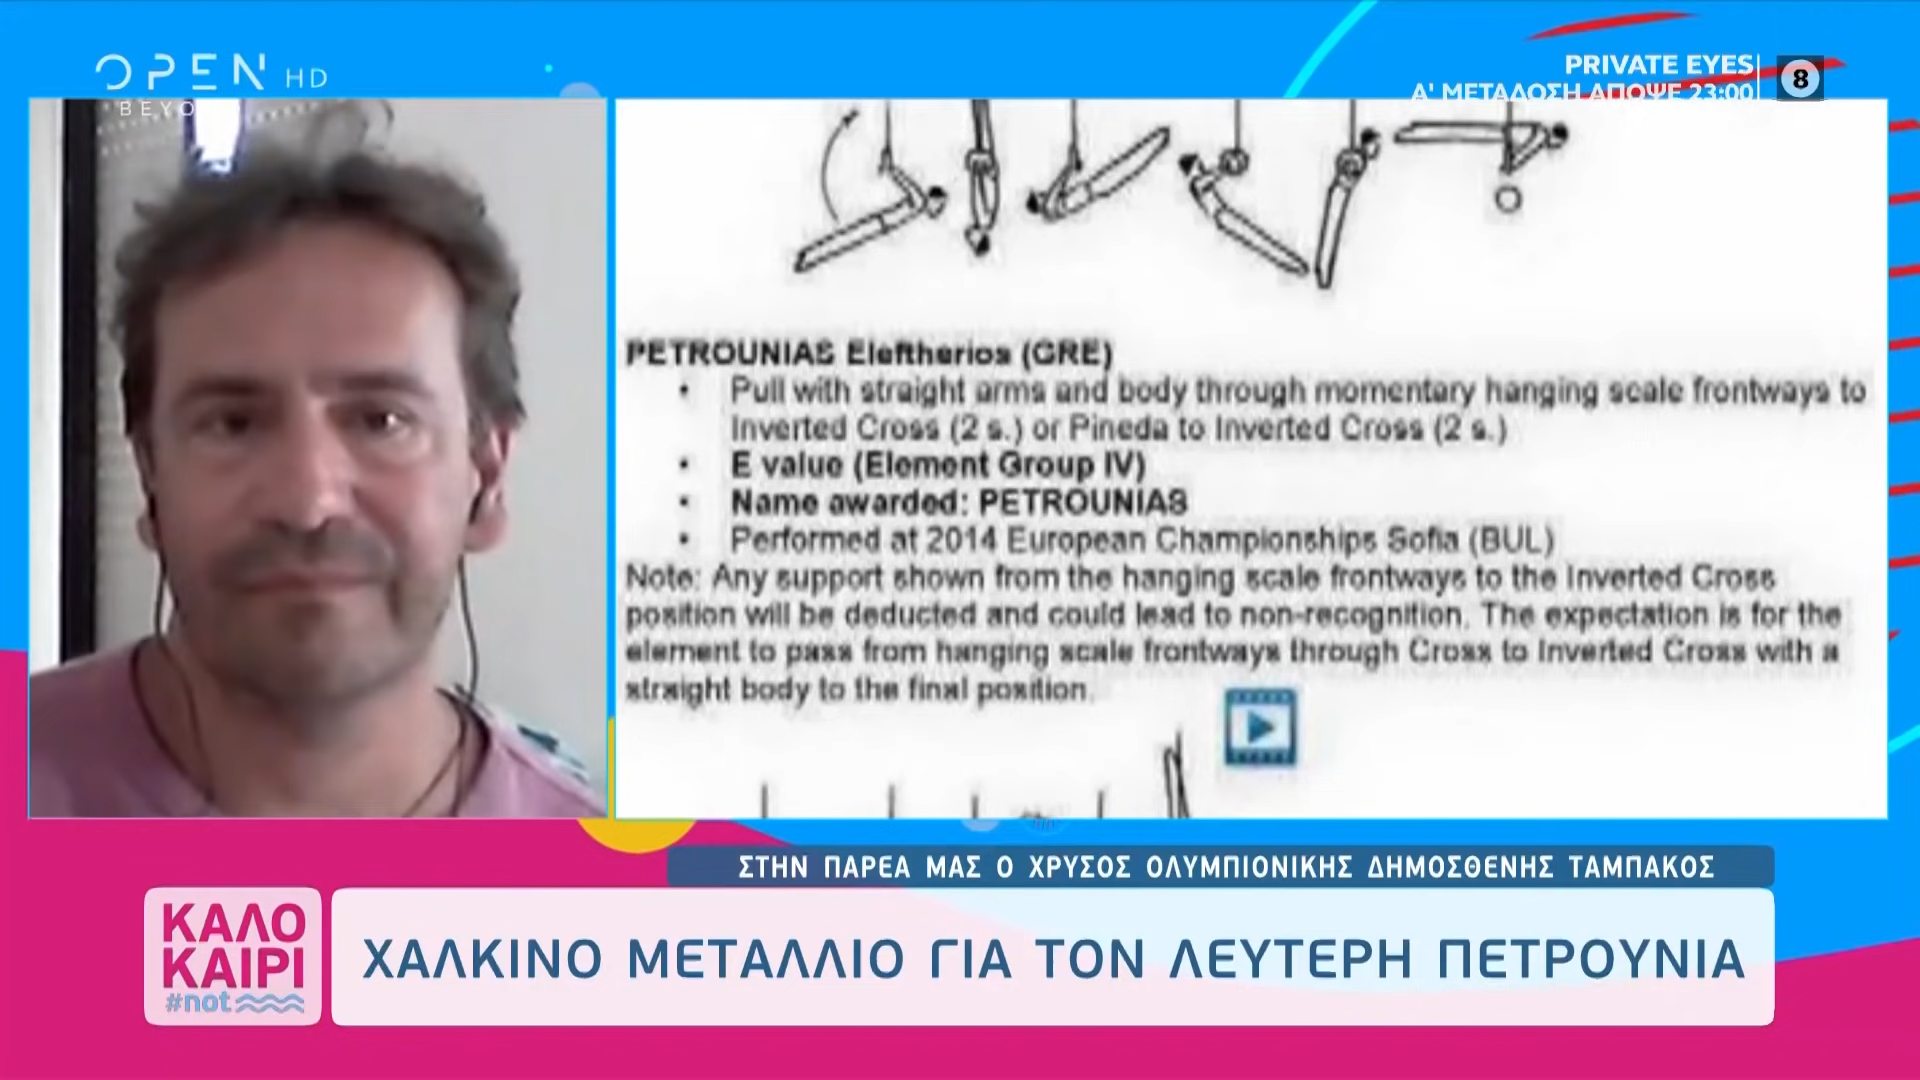 OPEN HD
BEYO
PRIVATE EYES
Α' ΜΕΤΑΔΟΣΗ ΑΠΟΨΕ 23:00
8
PETROUNIAS Eleftherios (GRE)
• Pull with straight arms and body through momentary hanging scale frontways to
Inverted Cross (2 s.) or Pineda to Inverted Cross (2 s.)
• E value (Element Group IV)
• Name awarded: PETROUNIAS
• Performed at 2014 European Championships Sofia (BUL)
Note: Any support shown from the hanging scale frontways to the Inverted Cross
position will be deducted and could lead to non-recognition. The expectation is for the
element to pass from hanging scale frontways through Cross to Inverted Cross with a
straight body to the final position.
ΣΤΗΝ ΠΑΡΕΑ ΜΑΣ Ο ΧΡΥΣΟΣ ΟΛΥΜΠΙΟΝΙΚΗΣ ΔΗΜΟΣΘΕΝΗΣ ΤΑΜΠΑΚΟΣ
ΚΑΛΟ
ΚΑΙΡΙ
#not
ΧΑΛΚΙΝΟ ΜΕΤΑΛΛΙΟ ΓΙΑ ΤΟΝ ΛΕΥΤΕΡΗ ΠΕΤΡΟΥΝΙΑ